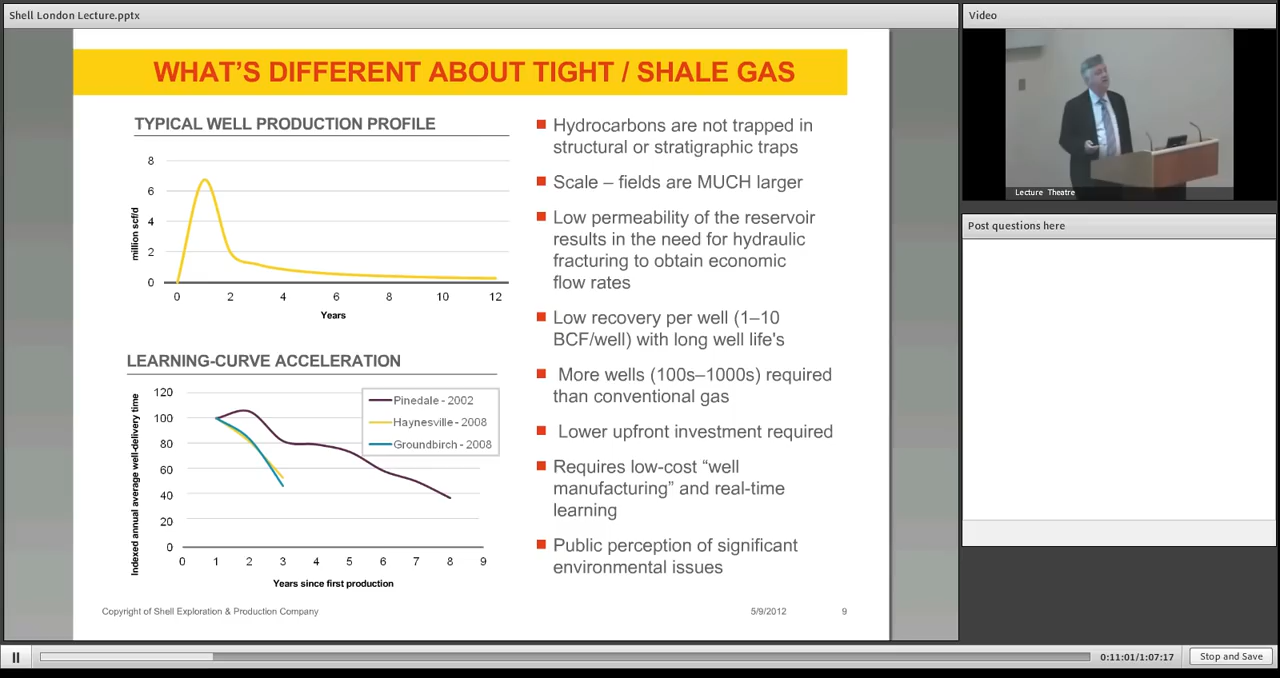 Shell London Lecture.pptx
WHAT'S DIFFERENT ABOUT TIGHT / SHALE GAS
TYPICAL WELL PRODUCTION PROFILE
million scf/d
8
6
4
2
0
0 2 4 6 8 10 12
Years
LEARNING-CURVE ACCELERATION
Indexed annual average well-delivery time
120
100
80
60
40
20
0
Pinedale - 2002
Haynesville - 2008
Groundbirch - 2008
0 1 2 3 4 5 6 7 8 9
Years since first production
Hydrocarbons are not trapped in
structural or stratigraphic traps
Scale – fields are MUCH larger
Low permeability of the reservoir
results in the need for hydraulic
fracturing to obtain economic
flow rates
Low recovery per well (1–10
BCF/well) with long well life's
More wells (100s–1000s) required
than conventional gas
Lower upfront investment required
Requires low-cost “well
manufacturing” and real-time
learning
Public perception of significant
environmental issues
Copyright of Shell Exploration & Production Company
5/9/2012
9
Video
Lecture Theatre
Post questions here
0:11:01/1:07:17
Stop and Save